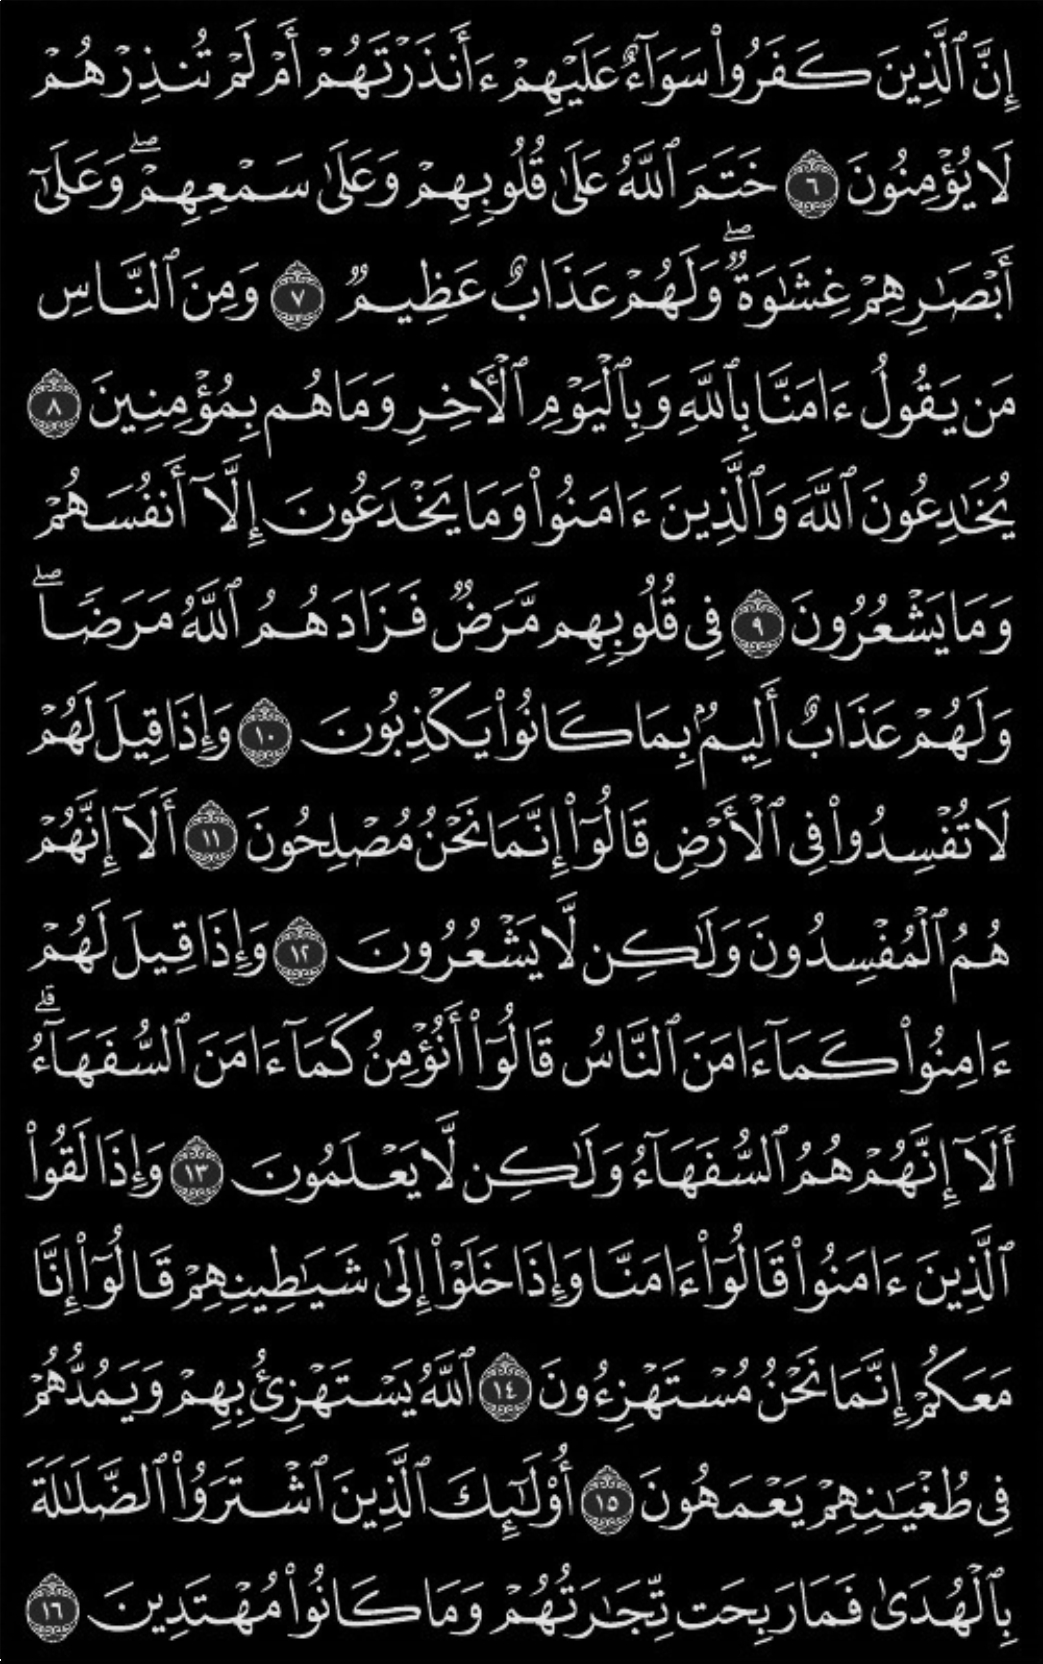 إِنَّ ٱلَّذِينَ كَفَرُوا۟ سَوَآءٌ عَلَيْهِمْ ءَأَنذَرْتَهُمْ أَمْ لَمْ تُنذِرْهُمْ
لَا يُؤْمِنُونَ ٦ خَتَمَ ٱللَّهُ عَلَىٰ قُلُوبِهِمْ وَعَلَىٰ سَمْعِهِمْ ۖ وَعَلَىٰٓ
أَبْصَٰرِهِمْ غِشَٰوَةٌ ۖ وَلَهُمْ عَذَابٌ عَظِيمٌ ٧ وَمِنَ ٱلنَّاسِ
مَن يَقُولُ ءَامَنَّا بِٱللَّهِ وَبِٱلْيَوْمِ ٱلْءَاخِرِ وَمَا هُم بِمُؤْمِنِينَ ٨
يُخَٰدِعُونَ ٱللَّهَ وَٱلَّذِينَ ءَامَنُوا۟ وَمَا يَخْدَعُونَ إِلَّآ أَنفُسَهُمْ
وَمَا يَشْعُرُونَ ٩ فِى قُلُوبِهِم مَّرَضٌ فَزَادَهُمُ ٱللَّهُ مَرَضًا ۖ
وَلَهُمْ عَذَابٌ أَلِيمٌۢ بِمَا كَانُوا۟ يَكْذِبُونَ ١٠ وَإِذَا قِيلَ لَهُمْ
لَا تُفْسِدُوا۟ فِى ٱلْأَرْضِ قَالُوٓا۟ إِنَّمَا نَحْنُ مُصْلِحُونَ ١١ أَلَآ إِنَّهُمْ
هُمُ ٱلْمُفْسِدُونَ وَلَٰكِن لَّا يَشْعُرُونَ ١٢ وَإِذَا قِيلَ لَهُمْ
ءَامِنُوا۟ كَمَآ ءَامَنَ ٱلنَّاسُ قَالُوٓا۟ أَنُؤْمِنُ كَمَآ ءَامَنَ ٱلسُّفَهَآءُ ۗ
أَلَآ إِنَّهُمْ هُمُ ٱلسُّفَهَآءُ وَلَٰكِن لَّا يَعْلَمُونَ ١٣ وَإِذَا لَقُوا۟
ٱلَّذِينَ ءَامَنُوا۟ قَالُوٓا۟ ءَامَنَّا وَإِذَا خَلَوْا۟ إِلَىٰ شَيَٰطِينِهِمْ قَالُوٓا۟ إِنَّا
مَعَكُمْ إِنَّمَا نَحْنُ مُسْتَهْزِءُونَ ١٤ ٱللَّهُ يَسْتَهْزِئُ بِهِمْ وَيَمُدُّهُمْ
فِى طُغْيَٰنِهِمْ يَعْمَهُونَ ١٥ أُو۟لَٰٓئِكَ ٱلَّذِينَ ٱشْتَرَوُا۟ ٱلضَّلَٰلَةَ
بِٱلْهُدَىٰ فَمَا رَبِحَت تِّجَٰرَتُهُمْ وَمَا كَانُوا۟ مُهْتَدِينَ ١٦